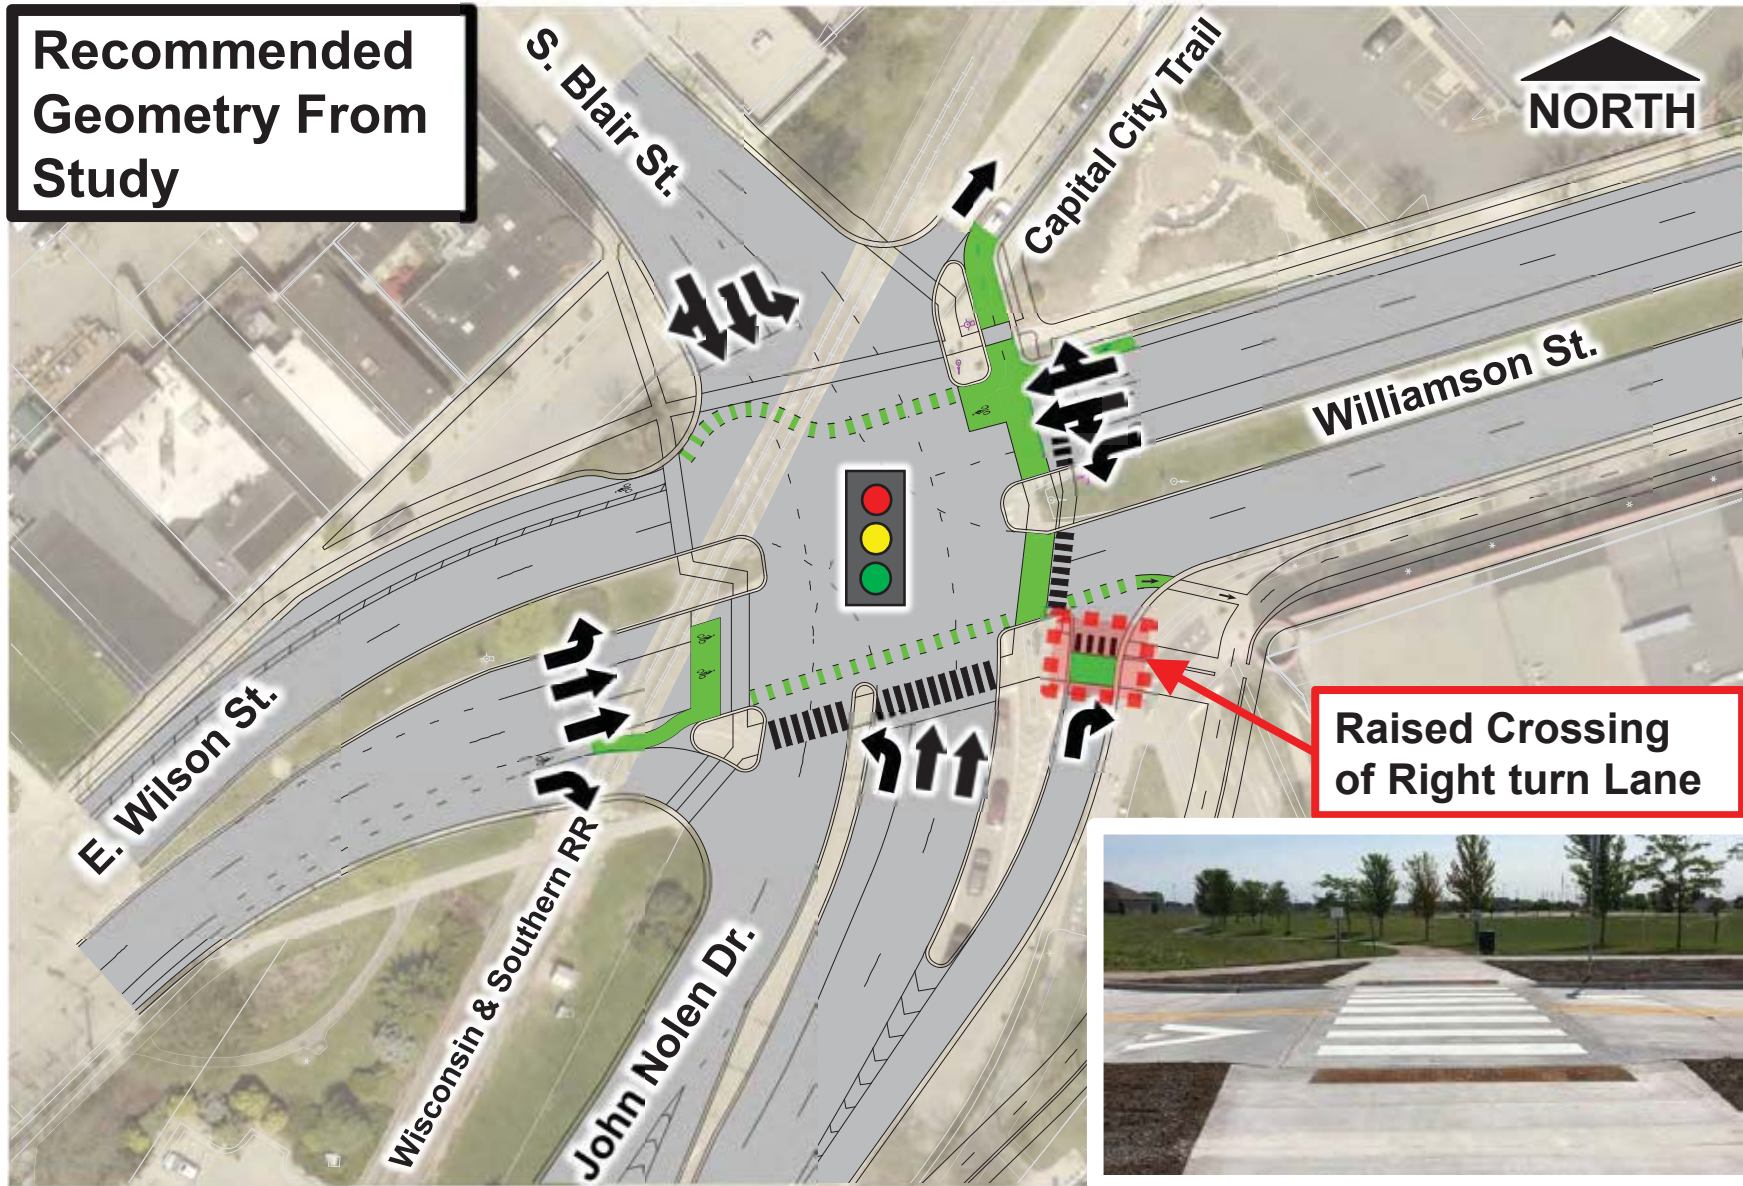 Recommended
Geometry From
Study
S. Blair St.
Capital City Trail
NORTH
Williamson St.
E. Wilson St.
Wisconsin & Southern RR
John Nolen Dr.
Raised Crossing
of Right turn Lane